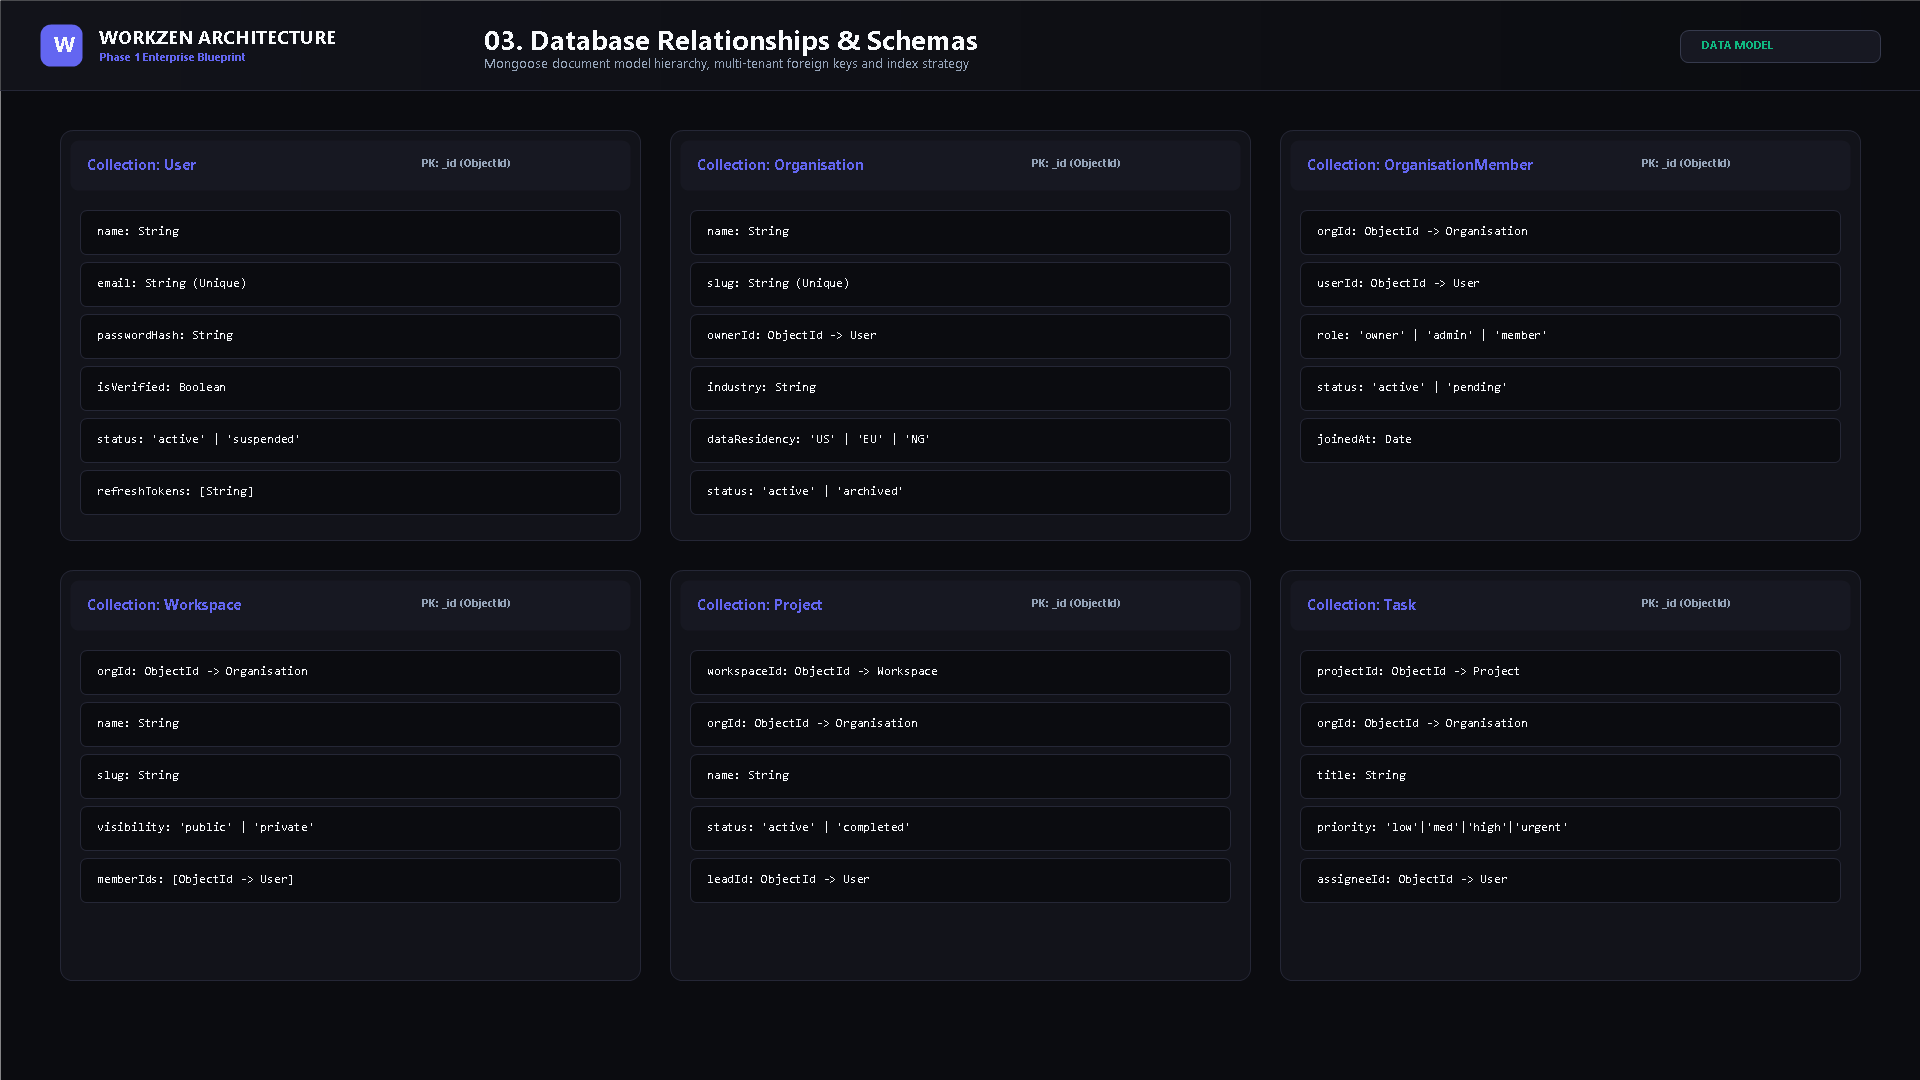 W
WORKZEN ARCHITECTURE
Phase 1 Enterprise Blueprint
03. Database Relationships & Schemas
Mongoose document model hierarchy, multi-tenant foreign keys and index strategy
DATA MODEL
Collection: User
PK: _id (ObjectId)
name: String
email: String (Unique)
passwordHash: String
isVerified: Boolean
status: 'active' | 'suspended'
refreshTokens: [String]
Collection: Organisation
PK: _id (ObjectId)
name: String
slug: String (Unique)
ownerId: ObjectId -> User
industry: String
dataResidency: 'US' | 'EU' | 'NG'
status: 'active' | 'archived'
Collection: OrganisationMember
PK: _id (ObjectId)
orgId: ObjectId -> Organisation
userId: ObjectId -> User
role: 'owner' | 'admin' | 'member'
status: 'active' | 'pending'
joinedAt: Date
Collection: Workspace
PK: _id (ObjectId)
orgId: ObjectId -> Organisation
name: String
slug: String
visibility: 'public' | 'private'
memberIds: [ObjectId -> User]
Collection: Project
PK: _id (ObjectId)
workspaceId: ObjectId -> Workspace
orgId: ObjectId -> Organisation
name: String
status: 'active' | 'completed'
leadId: ObjectId -> User
Collection: Task
PK: _id (ObjectId)
projectId: ObjectId -> Project
orgId: ObjectId -> Organisation
title: String
priority: 'low'|'med'|'high'|'urgent'
assigneeId: ObjectId -> User